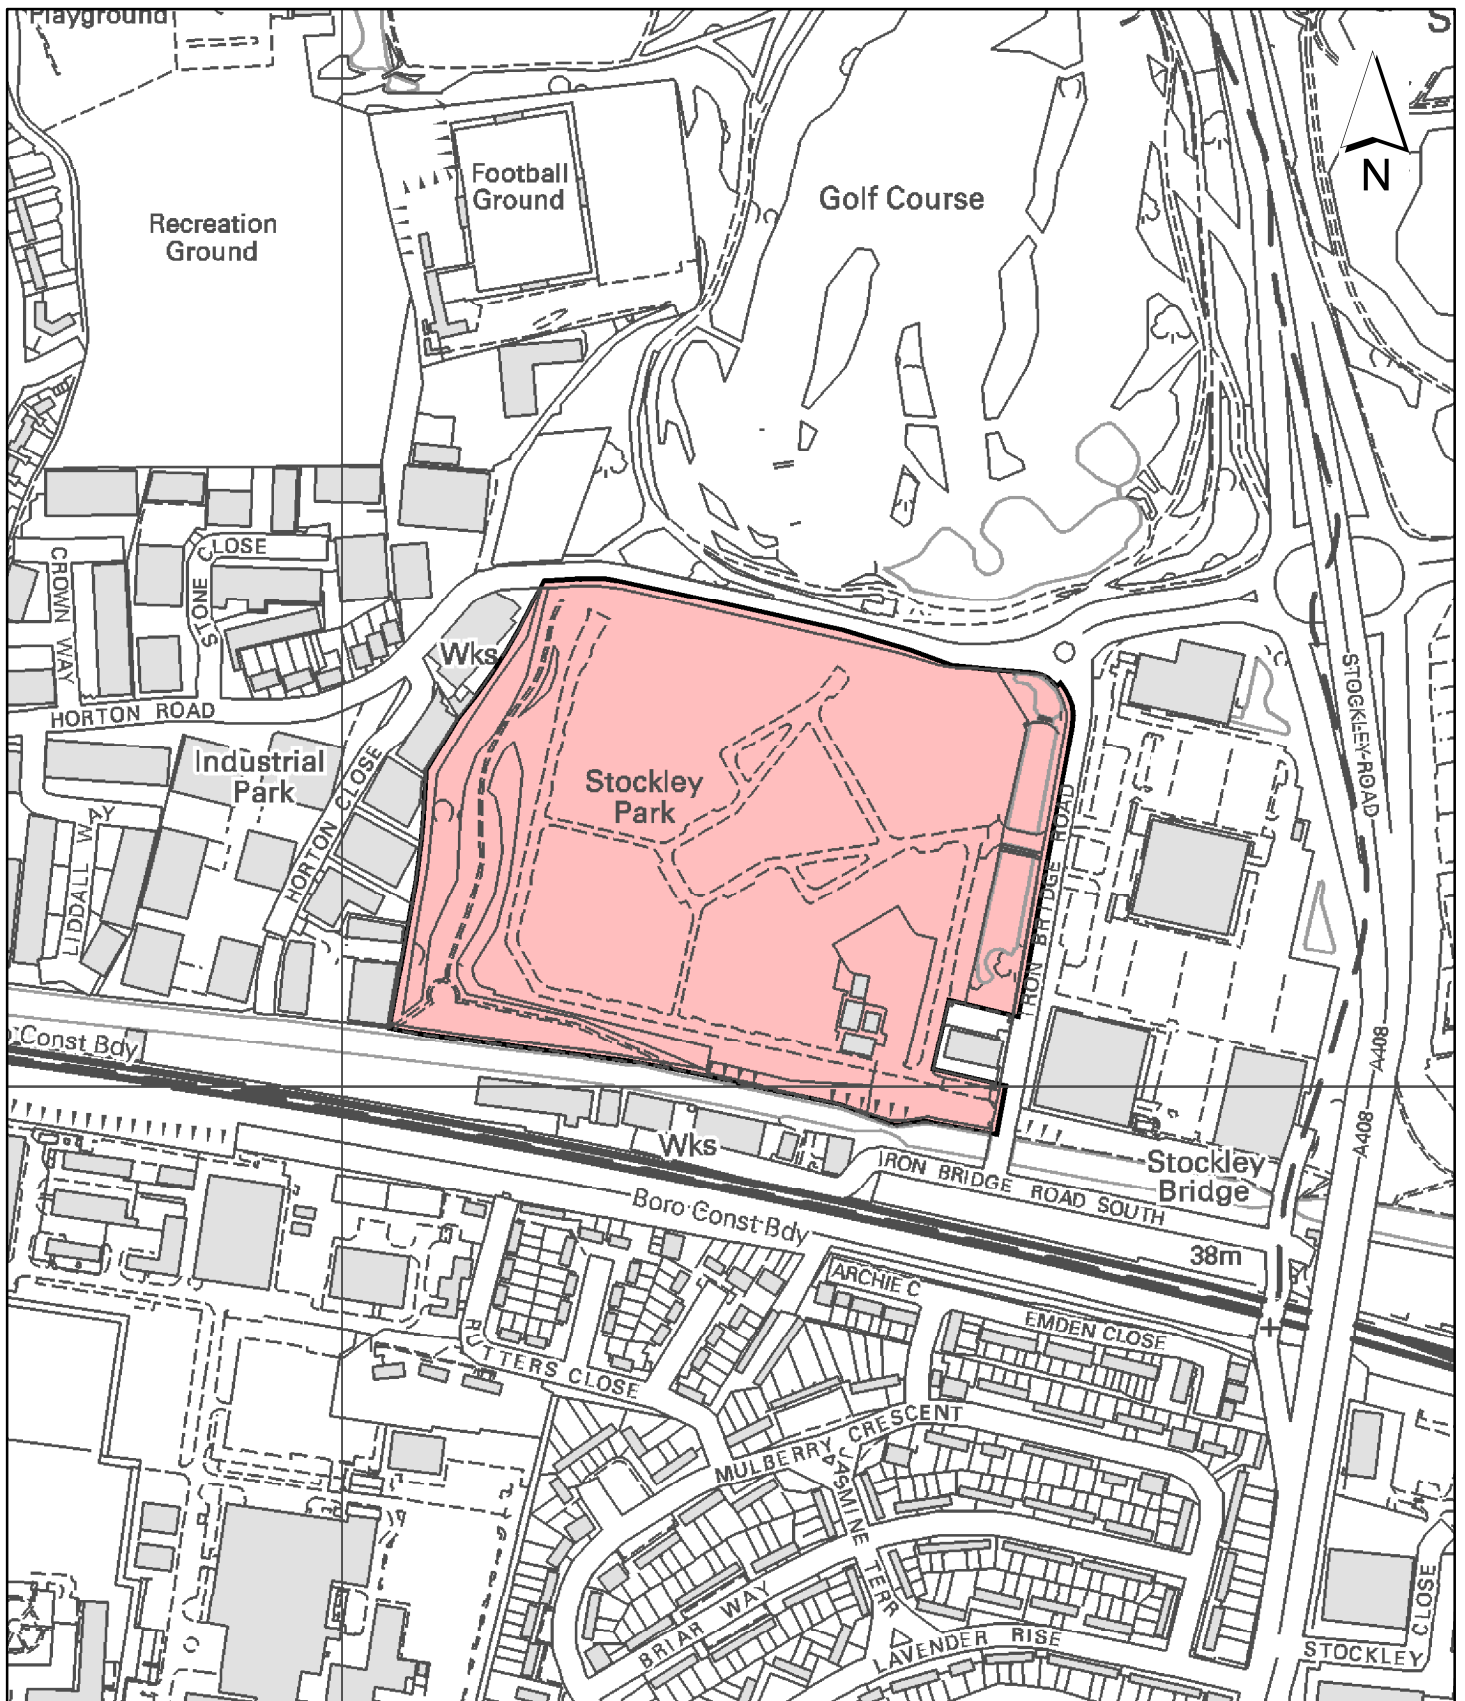 Playground
S
N
Football
Ground
Golf Course
Recreation
Ground
CLOSE
STONE
CROWN WAY
Wks
HORTON ROAD
STOCKLEY ROAD
Industrial
Park
Stockley
Park
HORTON CLOSE
LIDDALL WAY
IRON BRIDGE ROAD
Const Bdy
A408
A408
Wks
IRON BRIDGE ROAD SOUTH
Stockley
Bridge
Boro Const Bdy
38m
ARCHIE C
EMDEN CLOSE
RUTTERS CLOSE
MULBERRY CRESCENT
JASMINE TERR
BRIAR WAY
LAVENDER RISE
STOCKLEY CLOSE